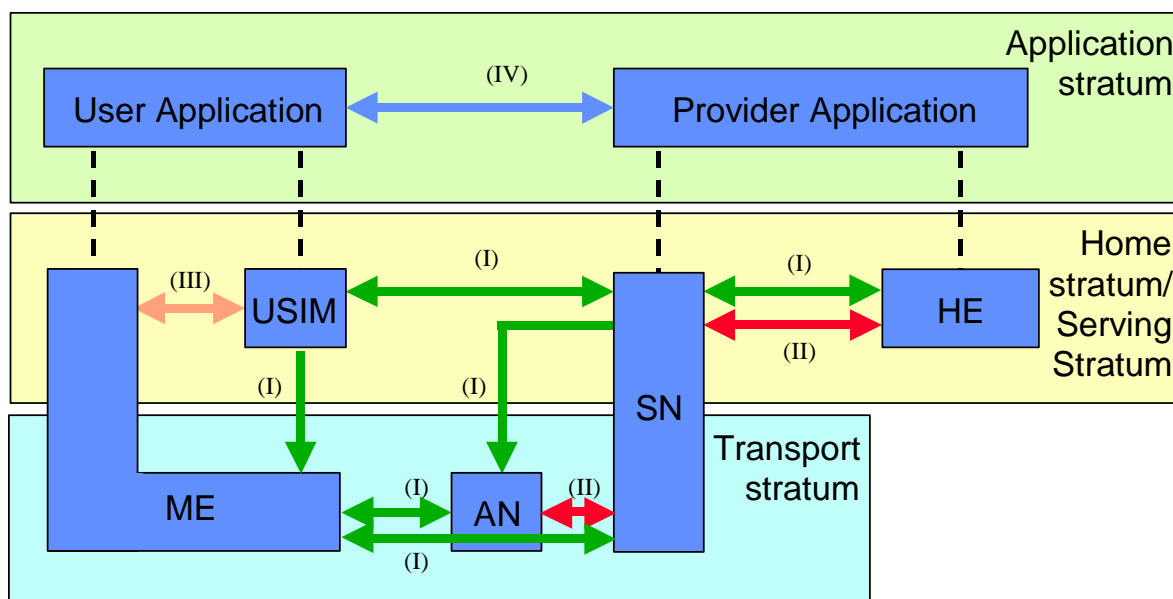 Application
stratum
(IV)
User Application
Provider Application
Home
stratum/
Serving
Stratum
(I)
(I)
(III)
USIM
HE
(II)
(I)
(I)
SN
Transport
stratum
(I)
(II)
ME
AN
(I)